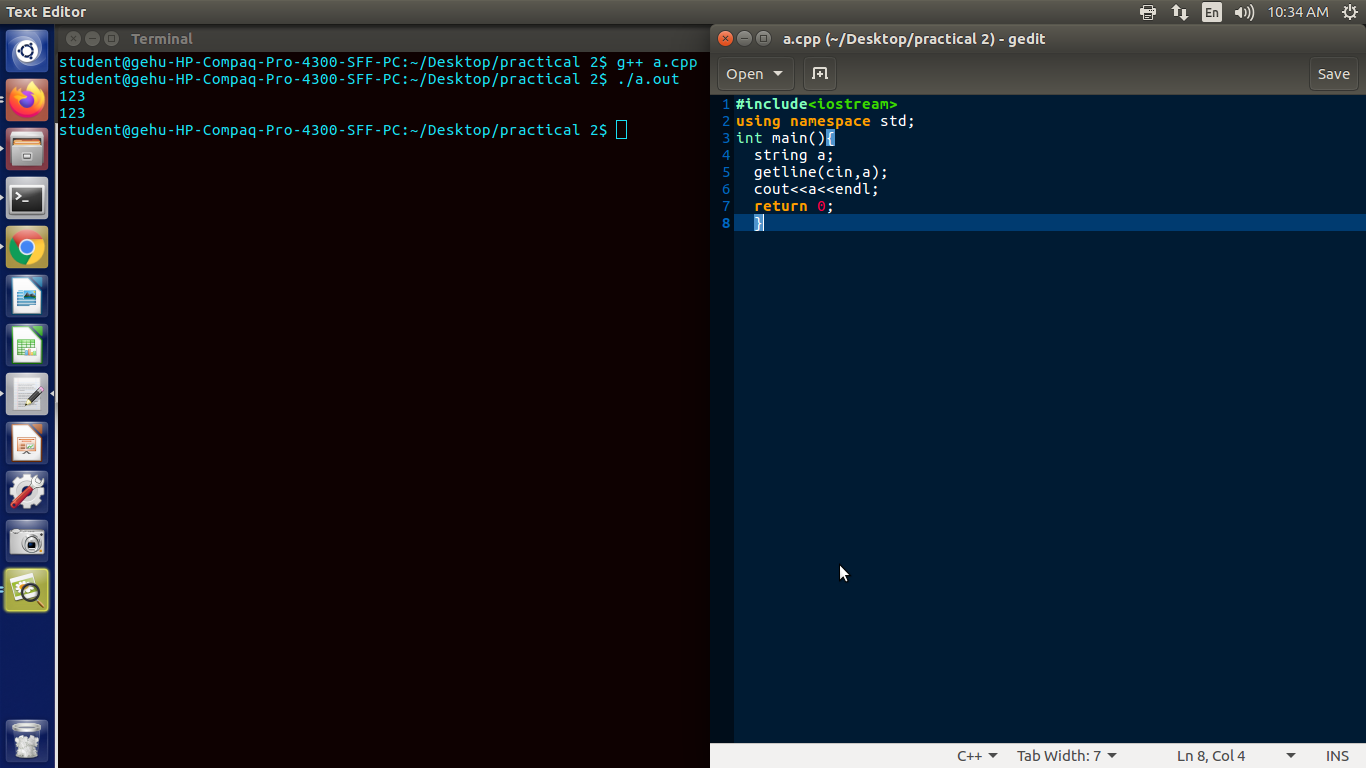 Text Editor
En
10:34 AM
Terminal
student@gehu-HP-Compaq-Pro-4300-SFF-PC:~/Desktop/practical 2$ g++ a.cpp
student@gehu-HP-Compaq-Pro-4300-SFF-PC:~/Desktop/practical 2$ ./a.out
123
123
student@gehu-HP-Compaq-Pro-4300-SFF-PC:~/Desktop/practical 2$
a.cpp (~/Desktop/practical 2) - gedit
Open
Save
1 #include<iostream>
2 using namespace std;
3 int main(){
4   string a;
5   getline(cin,a);
6   cout<<a<<endl;
7   return 0;
8   }
C++
Tab Width: 7
Ln 8, Col 4
INS